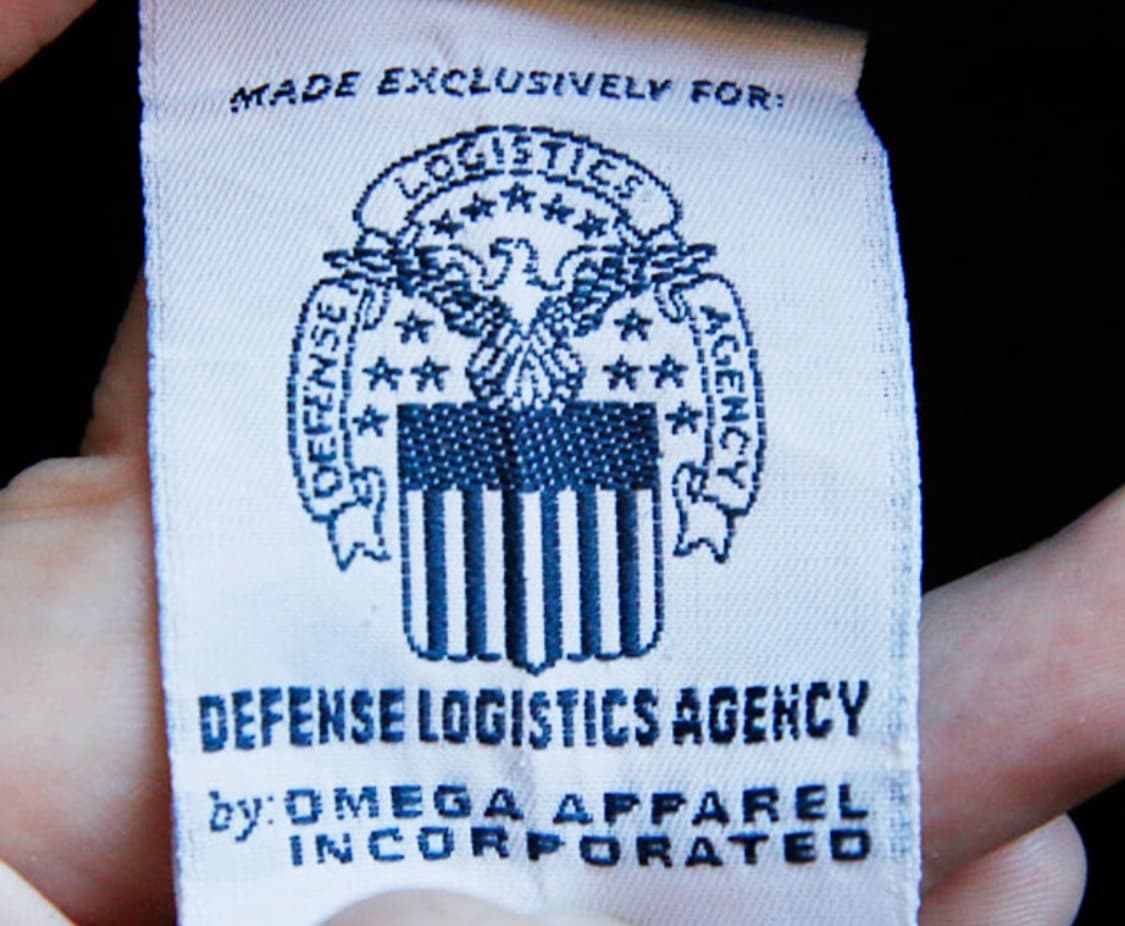 MADE EXCLUSIVELY FOR:
LOGISTICS
DEFENSE
AGENCY
DEFENSE LOGISTICS AGENCY
by: OMEGA APPAREL
INCORPORATED